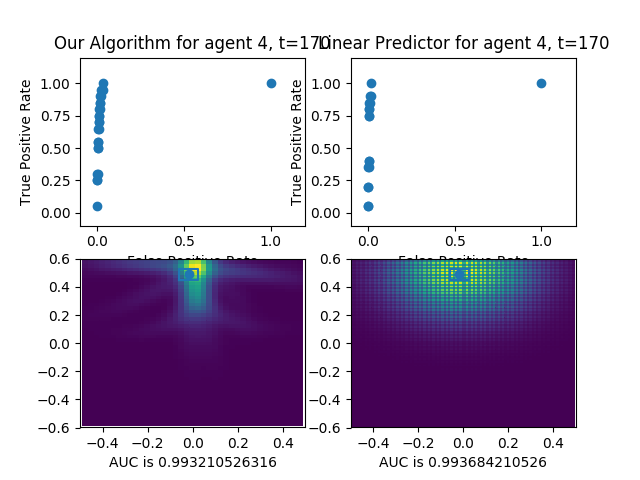 Our Algorithm for agent 4, t=170
Linear Predictor for agent 4, t=170
True Positive Rate
1.00
0.75
0.50
0.25
0.00
0.0 0.5 1.0
False Positive Rate
True Positive Rate
1.00
0.75
0.50
0.25
0.00
0.0 0.5 1.0
False Positive Rate
0.6
0.4
0.2
0.0
−0.2
−0.4
−0.6
−0.4 −0.2 0.0 0.2 0.4
AUC is 0.993210526316
0.6
0.4
0.2
0.0
−0.2
−0.4
−0.6
−0.4 −0.2 0.0 0.2 0.4
AUC is 0.993684210526